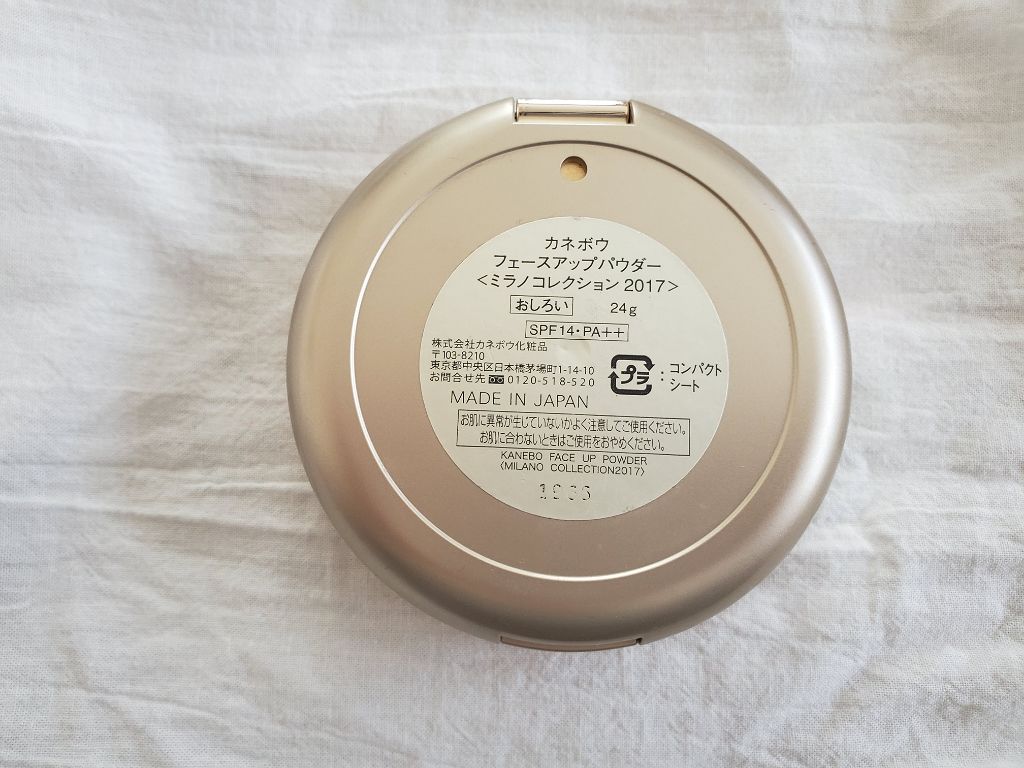 カネボウ
フェースアップパウダー
<ミラノコレクション 2017>
おしろい 24g
SPF14・PA++
株式会社カネボウ化粧品
〒103-8210
東京都中央区日本橋茅場町1-14-10
お問合せ先 0120-518-520
プラ : コンパクト
シート
MADE IN JAPAN
お肌に異常が生じていないかよく注意してご使用ください。
お肌に合わないときはご使用をおやめください。
KANEBO FACE UP POWDER
<MILANO COLLECTION2017>